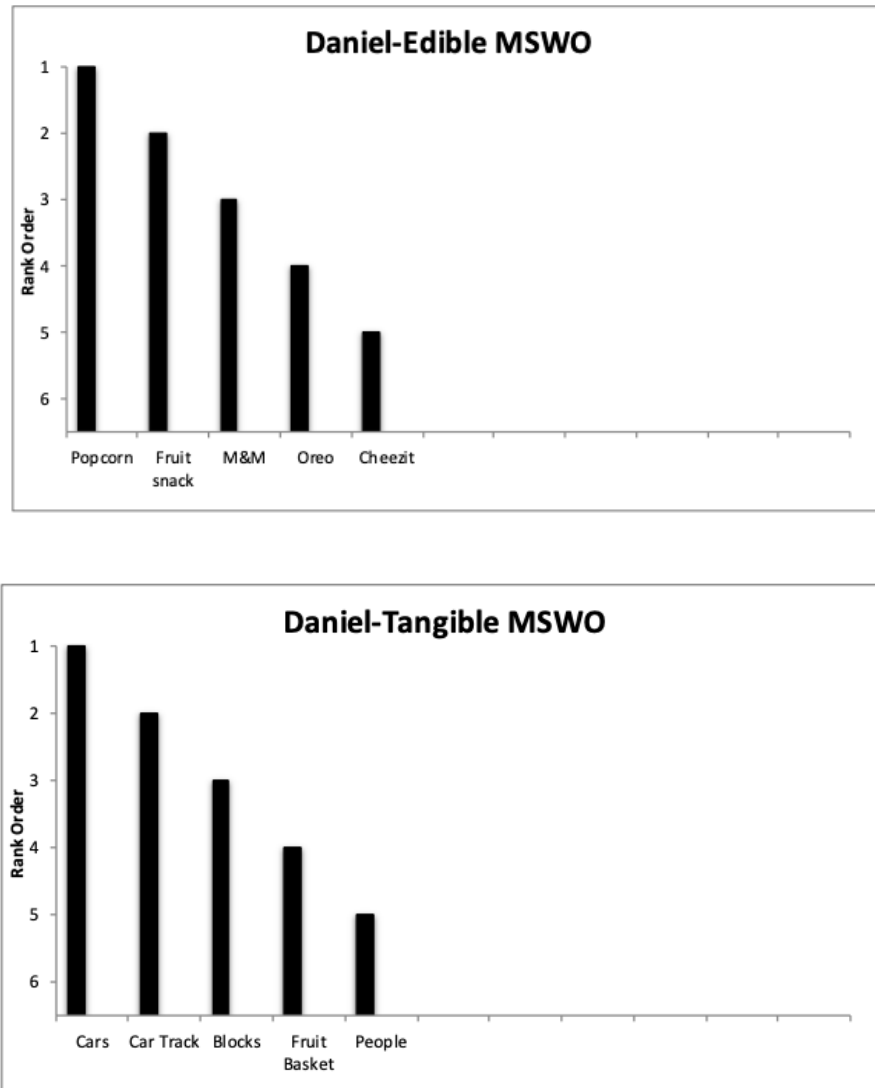 Daniel-Edible MSWO
1
2
3
4
5
6
Rank Order
Popcorn Fruit snack M&M Oreo Cheezit
Daniel-Tangible MSWO
1
2
3
4
5
6
Rank Order
Cars Car Track Blocks Fruit Basket People